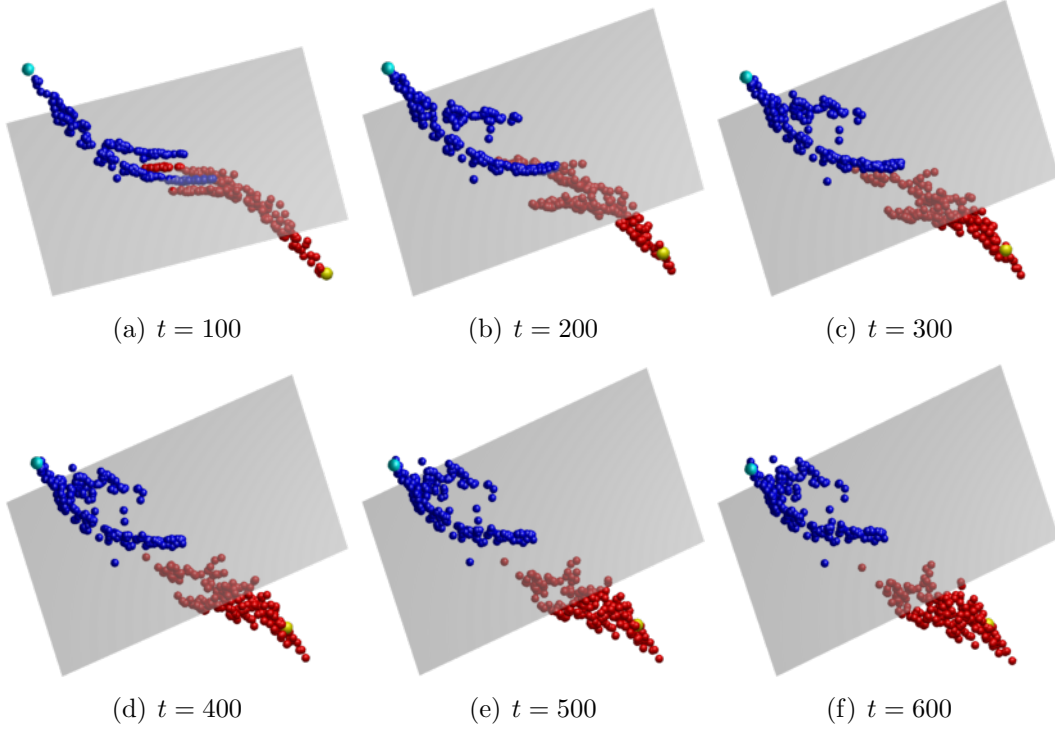 (a) t = 100
(b) t = 200
(c) t = 300
(d) t = 400
(e) t = 500
(f) t = 600